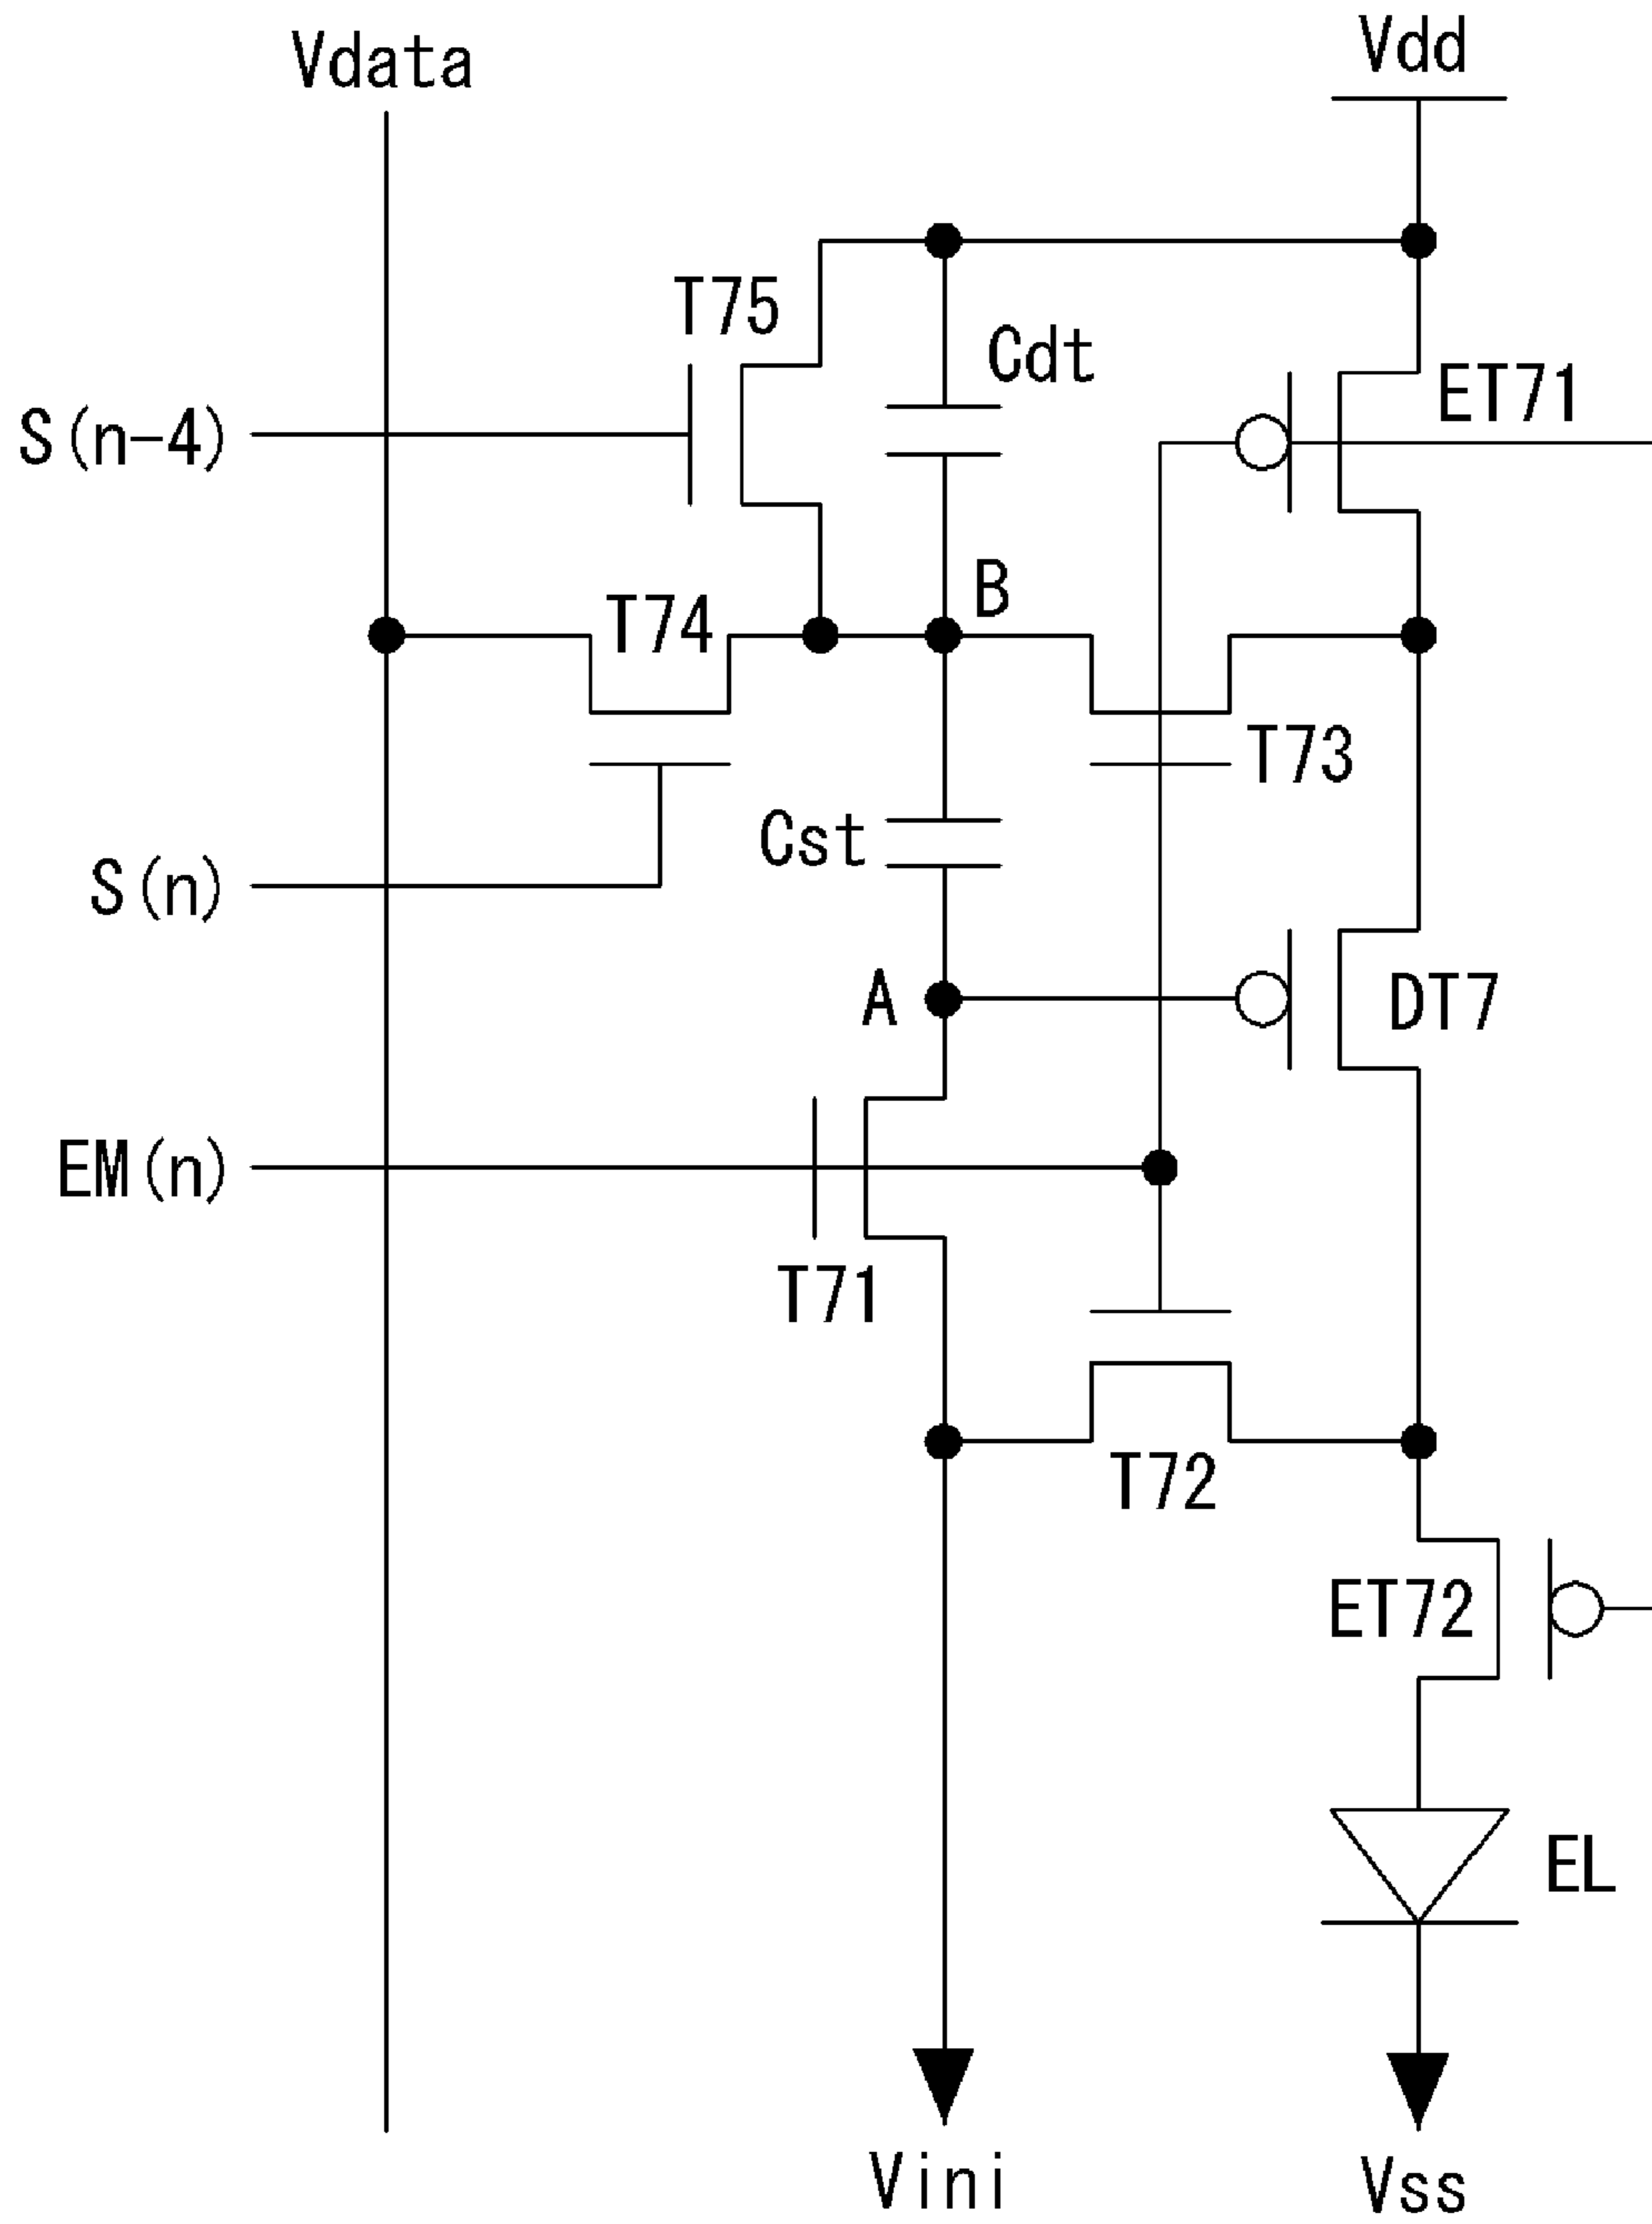 Vdata
Vdd
T75
Cdt
ET71
S(n-4)
B
T74
T73
Cst
S(n)
A
DT7
EM(n)
T71
T72
ET72
EL
Vini
Vss